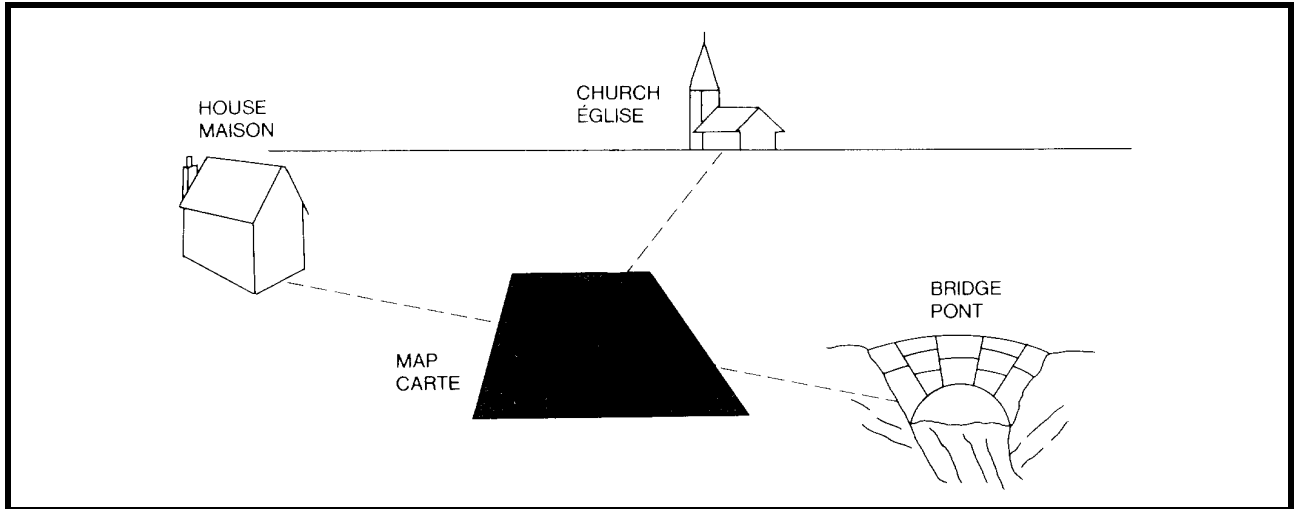 HOUSE
MAISON
CHURCH
ÉGLISE
MAP
CARTE
BRIDGE
PONT